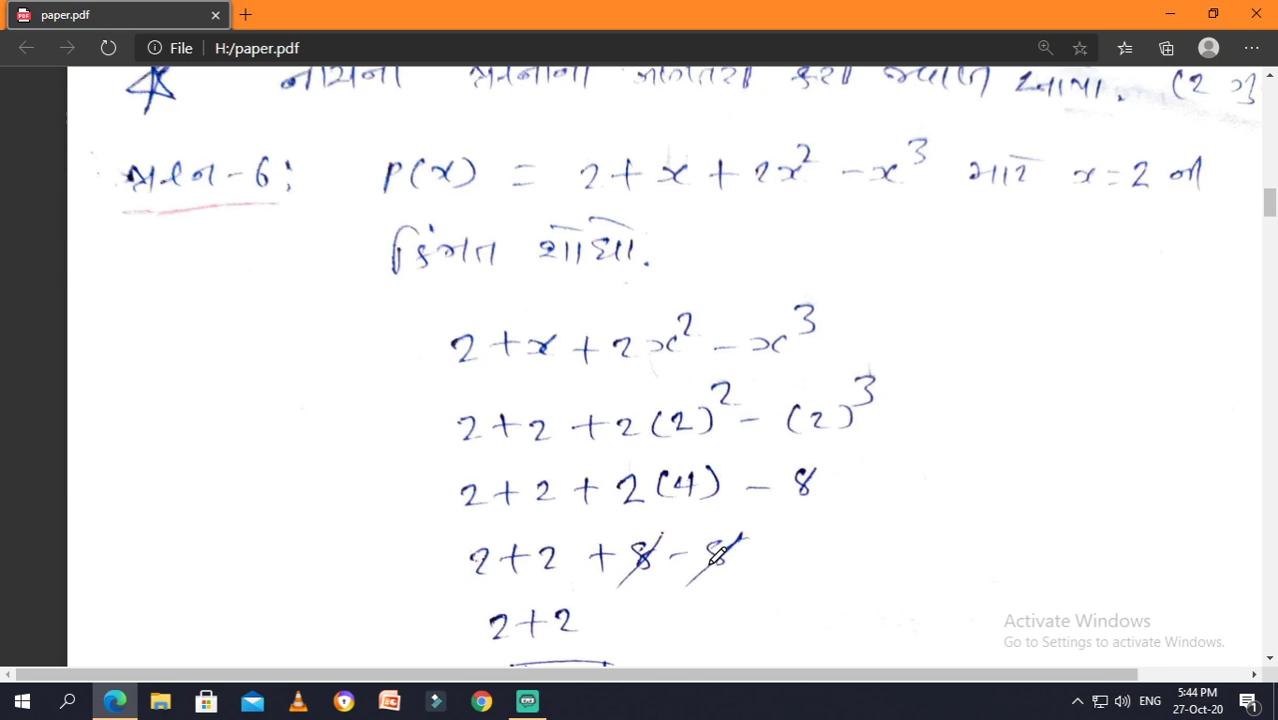 paper.pdf
File H:/paper.pdf
(2 ગુ
પ્રશ્ન-6: P(x) = 2 + x + 2x² - x³ માટે x = 2 ની
કિંમત શોધો.
2 + x + 2x² - x³
2 + 2 + 2(2)² - (2)³
2 + 2 + 2(4) - 8
2 + 2 + 8 - 8
2 + 2
Activate Windows
Go to Settings to activate Windows.
ENG
5:44 PM
27-Oct-20